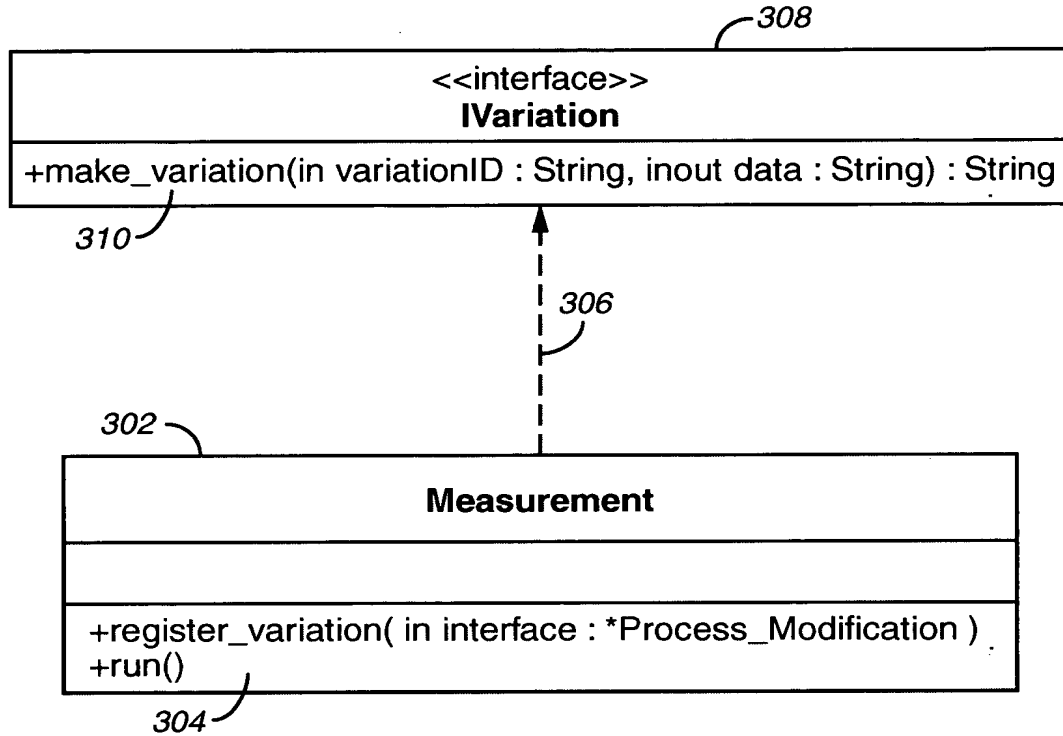 308
<<interface>>
IVariation
+make_variation(in variationID : String, inout data : String) : String
310
306
302
Measurement
+register_variation( in interface : *Process_Modification )
+run()
304